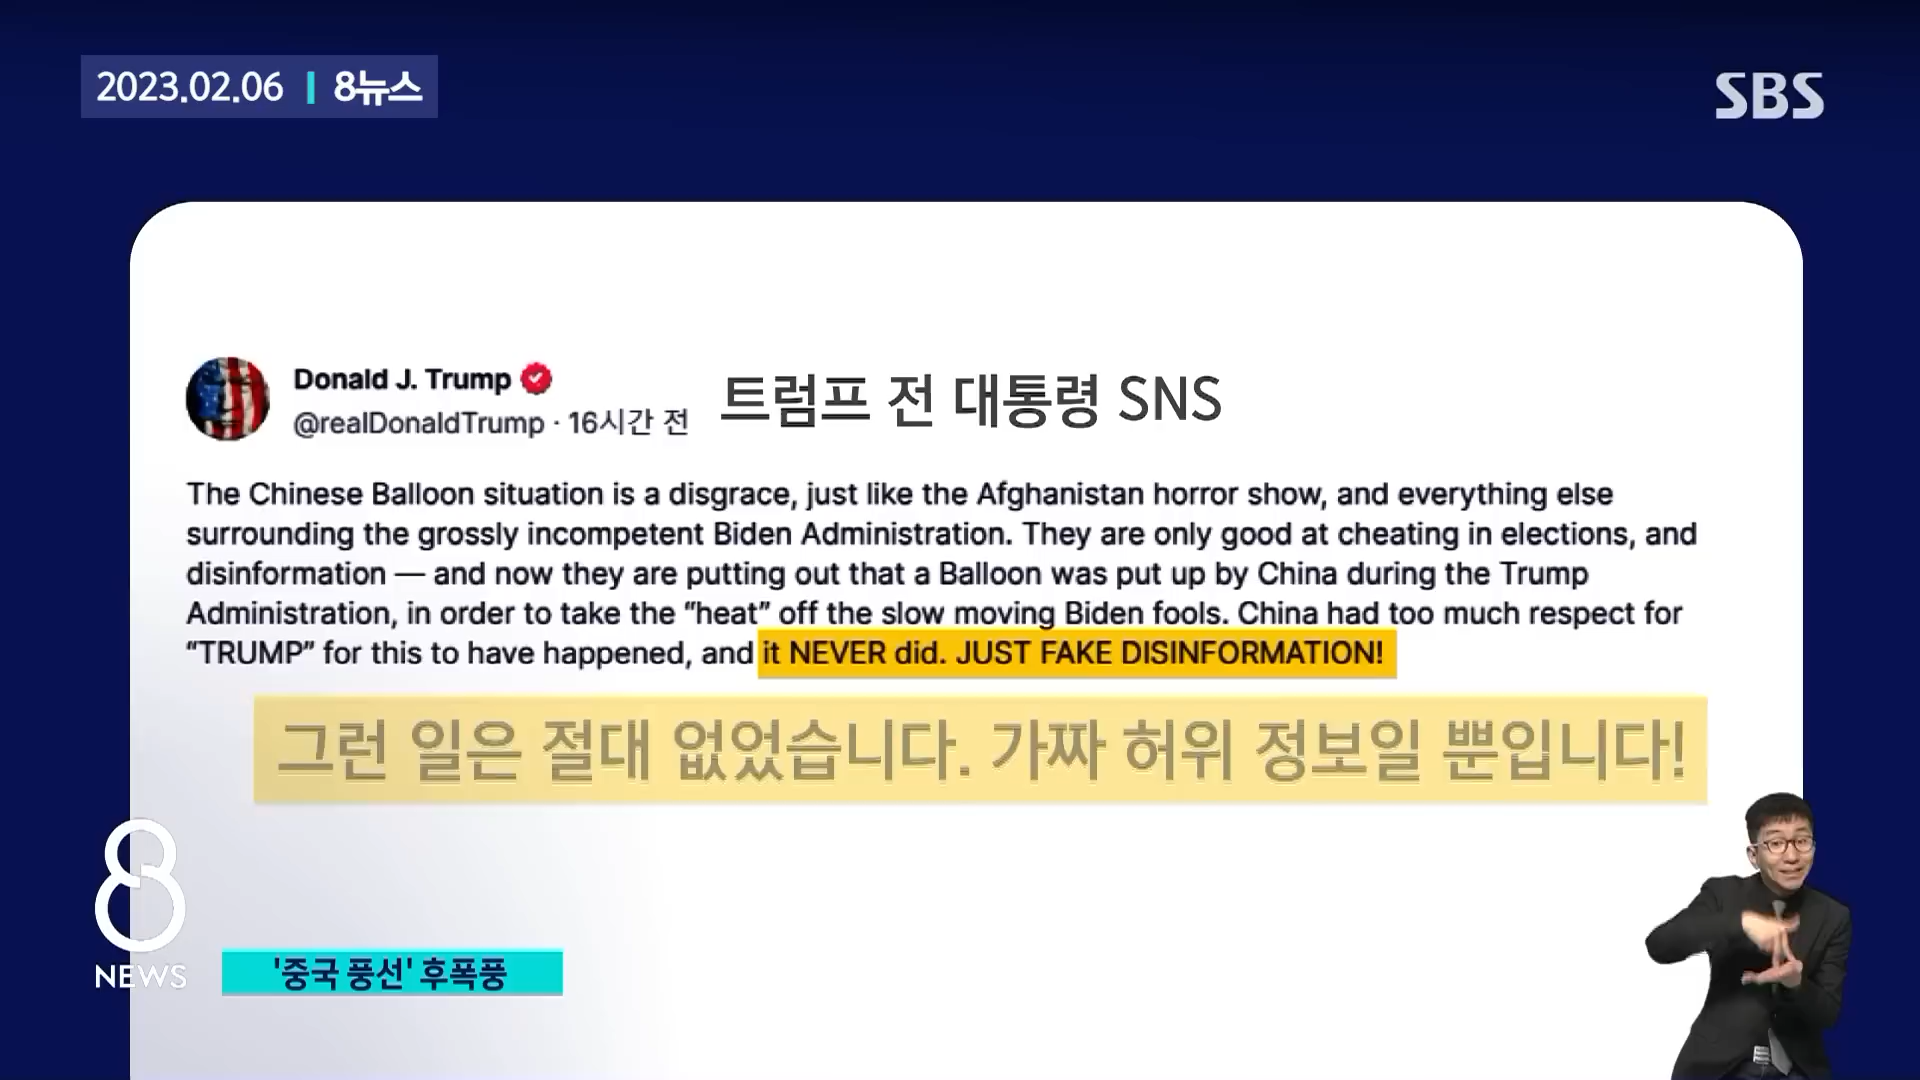 2023.02.06 | 8뉴스
SBS
Donald J. Trump
@realDonaldTrump · 16시간 전
트럼프 전 대통령 SNS
The Chinese Balloon situation is a disgrace, just like the Afghanistan horror show, and everything else
surrounding the grossly incompetent Biden Administration. They are only good at cheating in elections, and
disinformation — and now they are putting out that a Balloon was put up by China during the Trump
Administration, in order to take the “heat” off the slow moving Biden fools. China had too much respect for
“TRUMP” for this to have happened, and it NEVER did. JUST FAKE DISINFORMATION!
그런 일은 절대 없었습니다. 가짜 허위 정보일 뿐입니다!
8
NEWS
'중국 풍선' 후폭풍